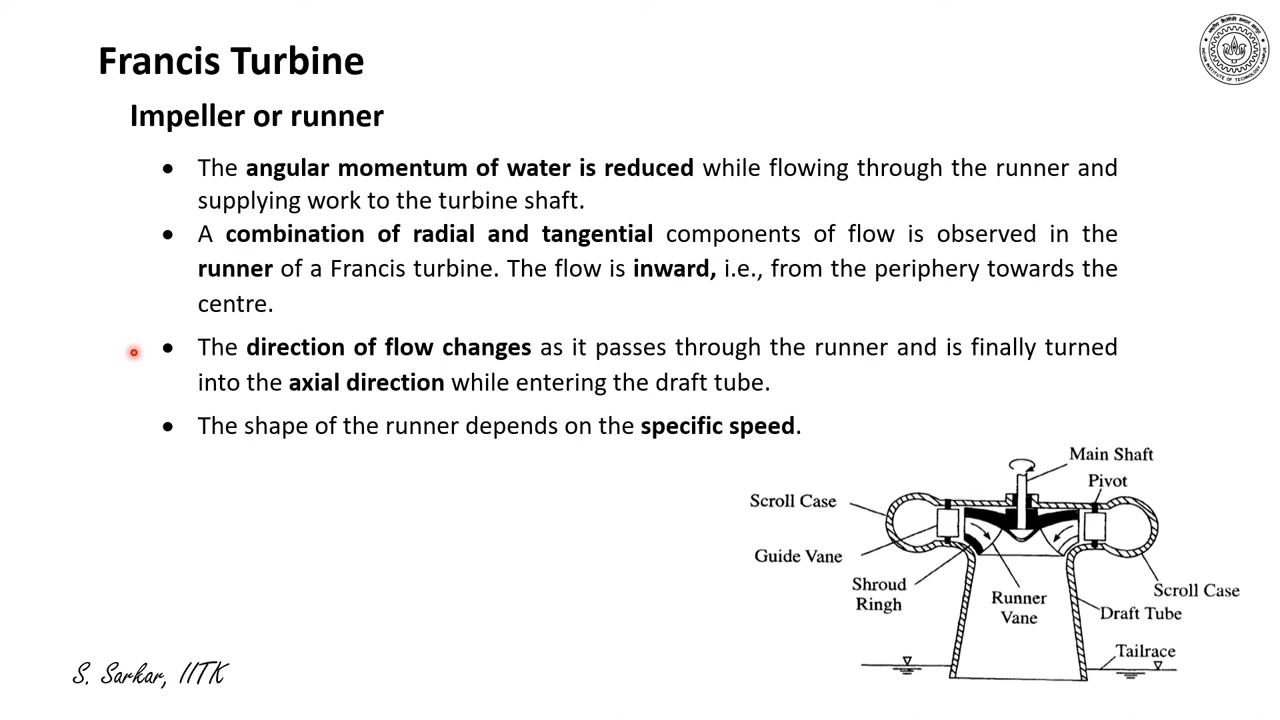 Francis Turbine
Impeller or runner
• The angular momentum of water is reduced while flowing through the runner and
supplying work to the turbine shaft.
• A combination of radial and tangential components of flow is observed in the
runner of a Francis turbine. The flow is inward, i.e., from the periphery towards the
centre.
• The direction of flow changes as it passes through the runner and is finally turned
into the axial direction while entering the draft tube.
• The shape of the runner depends on the specific speed.
Main Shaft
Pivot
Scroll Case
Guide Vane
Shroud
Ringh
Runner
Vane
Scroll Case
Draft Tube
Tailrace
S. Sarkar, IITK